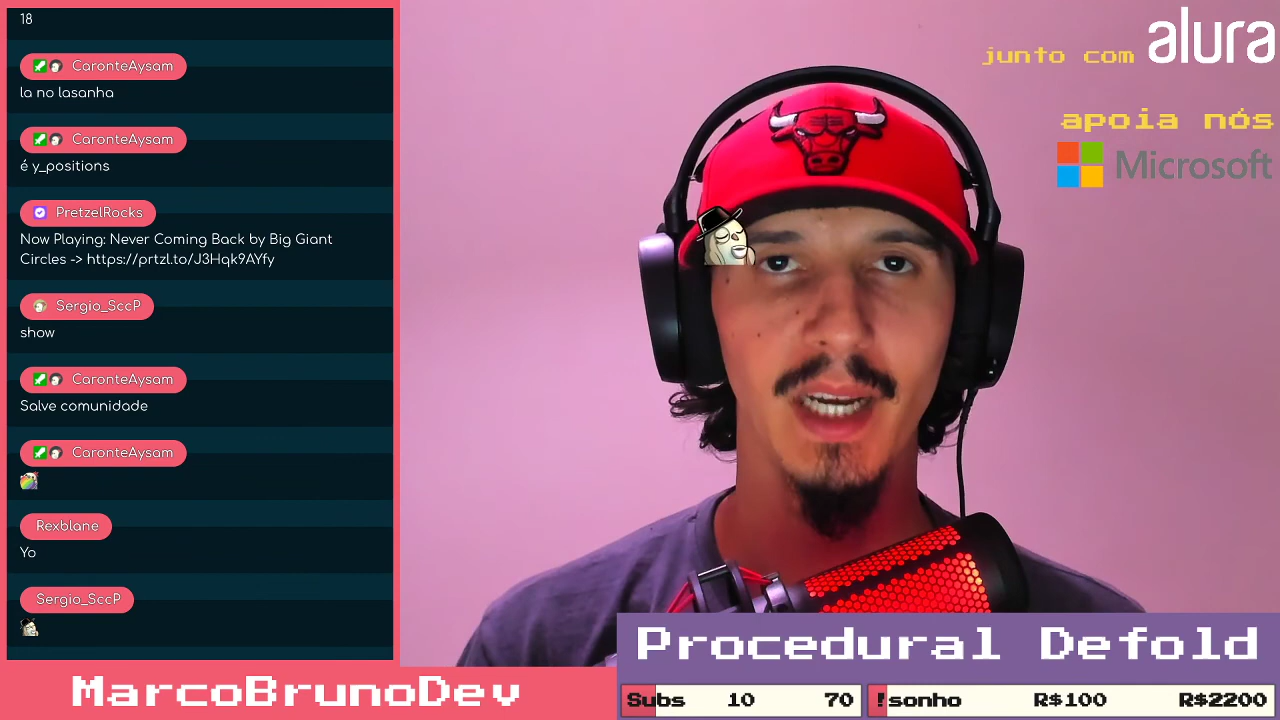 18
CaronteAysam
la no lasanha
CaronteAysam
é y_positions
PretzelRocks
Now Playing: Never Coming Back by Big Giant
Circles -> https://prtzl.to/J3Hqk9AYfy
Sergio_SccP
show
CaronteAysam
Salve comunidade
CaronteAysam
Rexblane
Yo
Sergio_SccP
junto com alura
apoia nós
Microsoft
Procedural Defold
MarcoBrunoDev
Subs 10 70
!sonho R$100 R$2200